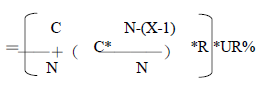 C N-(X-1)
= + ( C* ) *R *UR%
N N